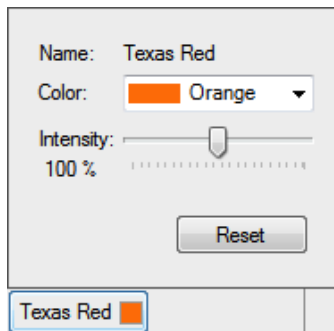 Name: Texas Red
Color: Orange
Intensity:
100 %
Reset
Texas Red